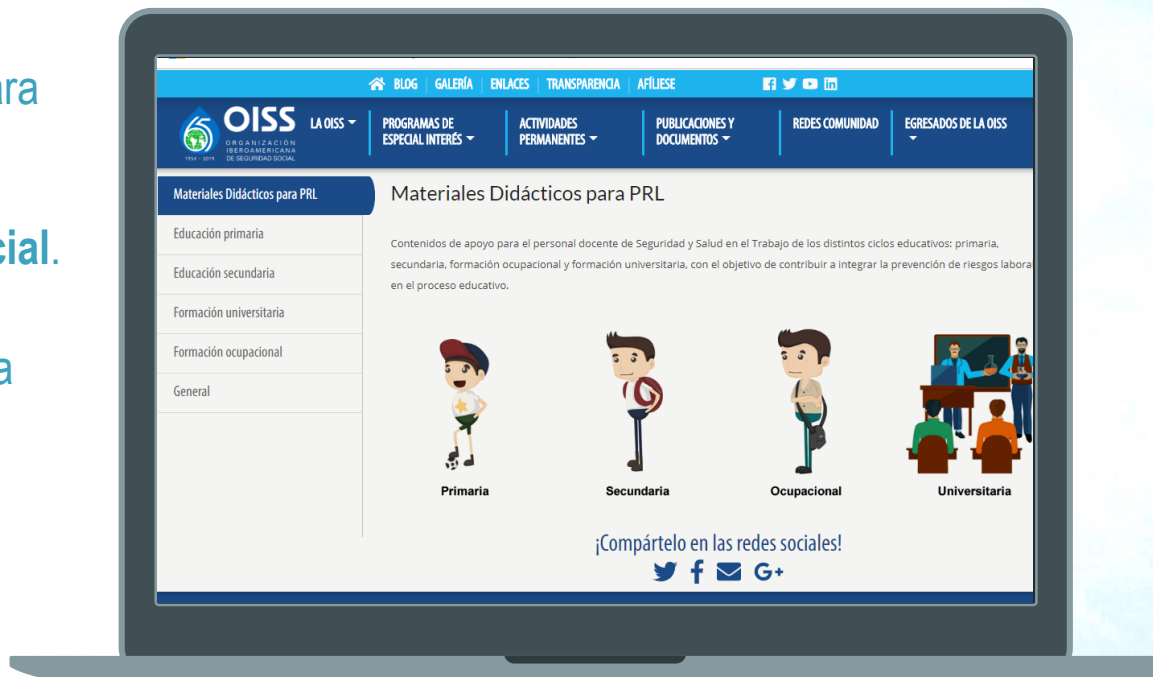 ara
cial.
a
BLOG GALERÍA ENLACES TRANSPARENCIA AFÍLIESE
OISS
ORGANIZACIÓN
IBEROAMERICANA
DE SEGURIDAD SOCIAL
1954 - 2019
LA OISS
PROGRAMAS DE
ESPECIAL INTERÉS
ACTIVIDADES
PERMANENTES
PUBLICACIONES Y
DOCUMENTOS
REDES COMUNIDAD
EGRESADOS DE LA OISS
Materiales Didácticos para PRL
Educación primaria
Educación secundaria
Formación universitaria
Formación ocupacional
General
Materiales Didácticos para PRL
Contenidos de apoyo para el personal docente de Seguridad y Salud en el Trabajo de los distintos ciclos educativos: primaria,
secundaria, formación ocupacional y formación universitaria, con el objetivo de contribuir a integrar la prevención de riesgos labora
en el proceso educativo.
Primaria
Secundaria
Ocupacional
Universitaria
¡Compártelo en las redes sociales!
G+